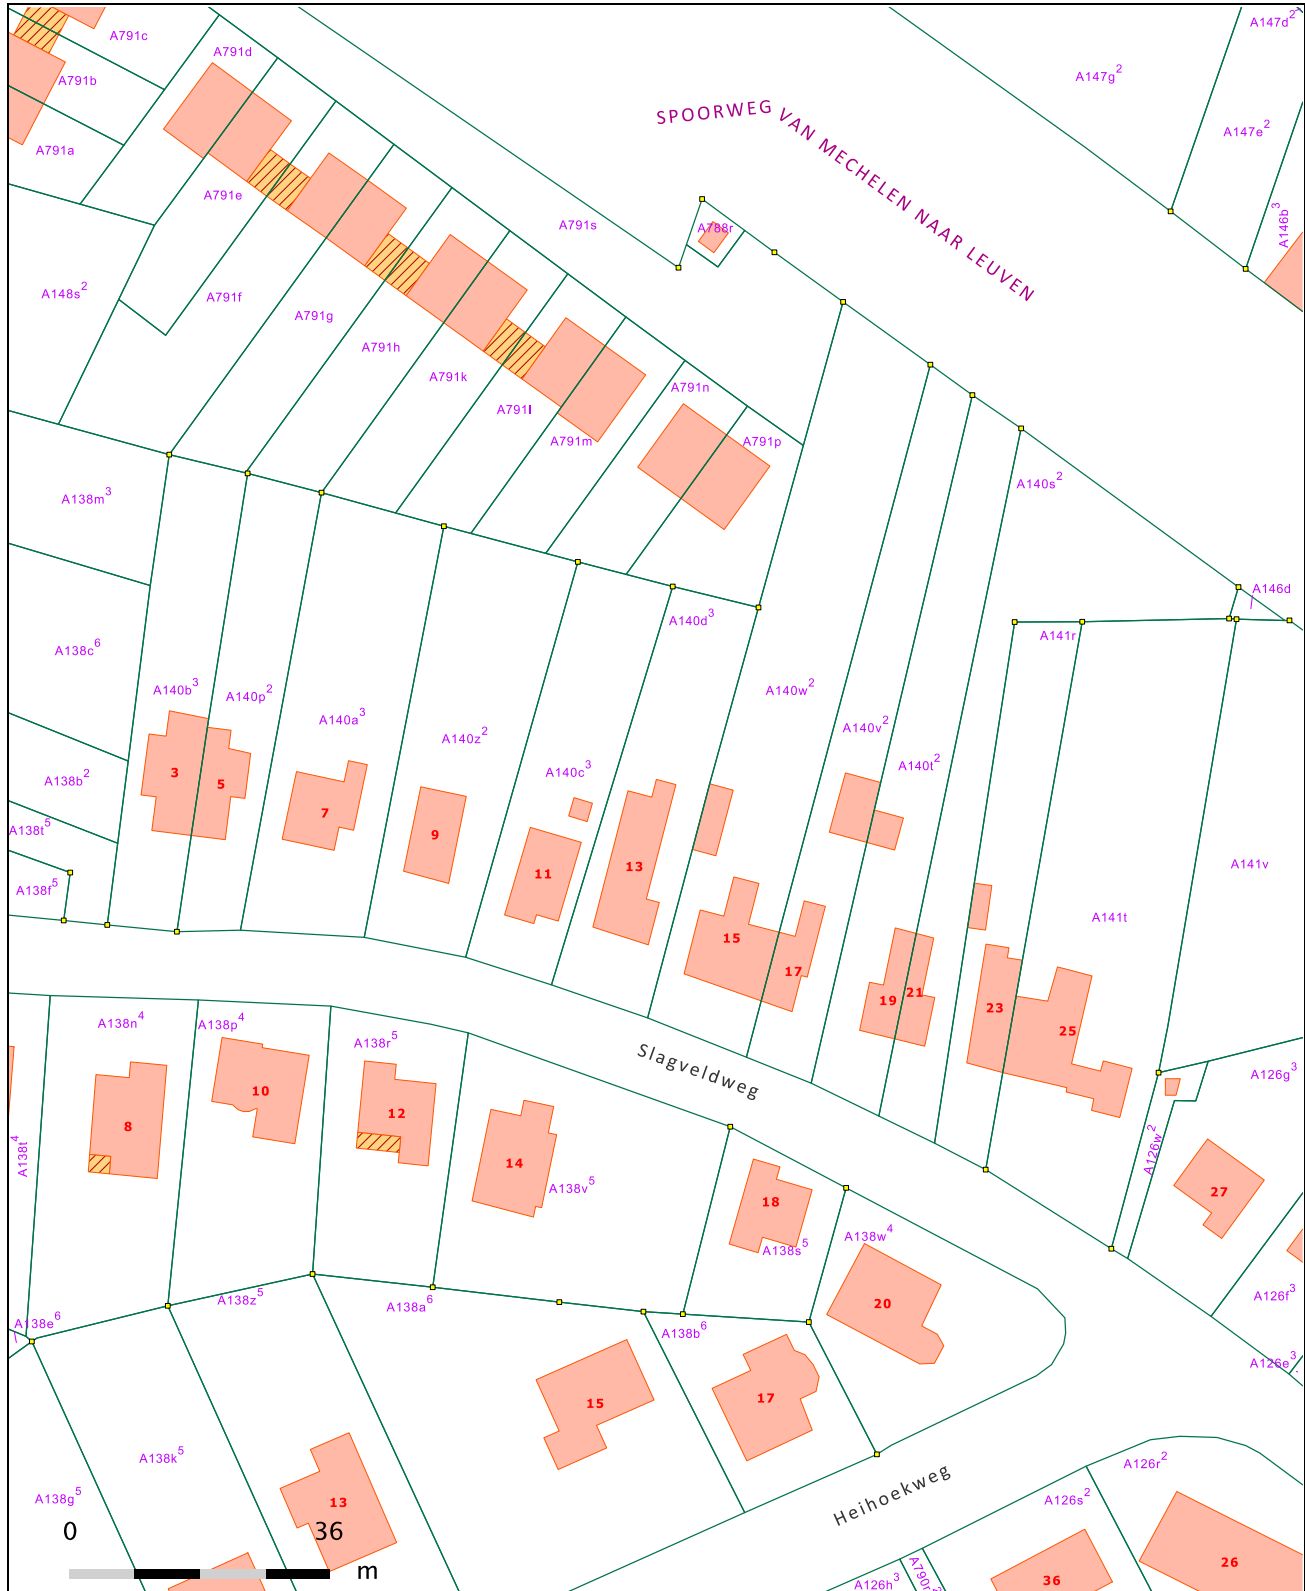 A791c
A147d²
A791d
A147g²
A791b
SPOORWEG VAN MECHELEN NAAR LEUVEN
A147e²
A791a
A791e
A791s
A788r
A146b³
A148s²
A791f
A791g
A791h
A791k
A791n
A791l
A791m
A791p
A138m³
A140s²
A146d
A140d³
A141r
A138c⁶
A140b³
A140p²
A140w²
A140a³
A140v²
A140z²
A140t²
A138b²
3
5
A140c³
7
A138t⁵
9
A141v
11
13
A138f⁵
A141t
15
17
19
21
23
25
A138n⁴
A138p⁴
A138r⁵
Slagveldweg
A126g³
10
12
8
A138t⁴
A126w²
14
A138v⁵
27
18
A138w⁴
A138s⁵
A138z⁵
A138a⁶
20
A126f³
A138e⁶
A138b⁶
A126e³
15
17
A138k⁵
A126r²
A138g⁵
13
Heihoekweg
A126s²
0
36
m
26
36
A126h³